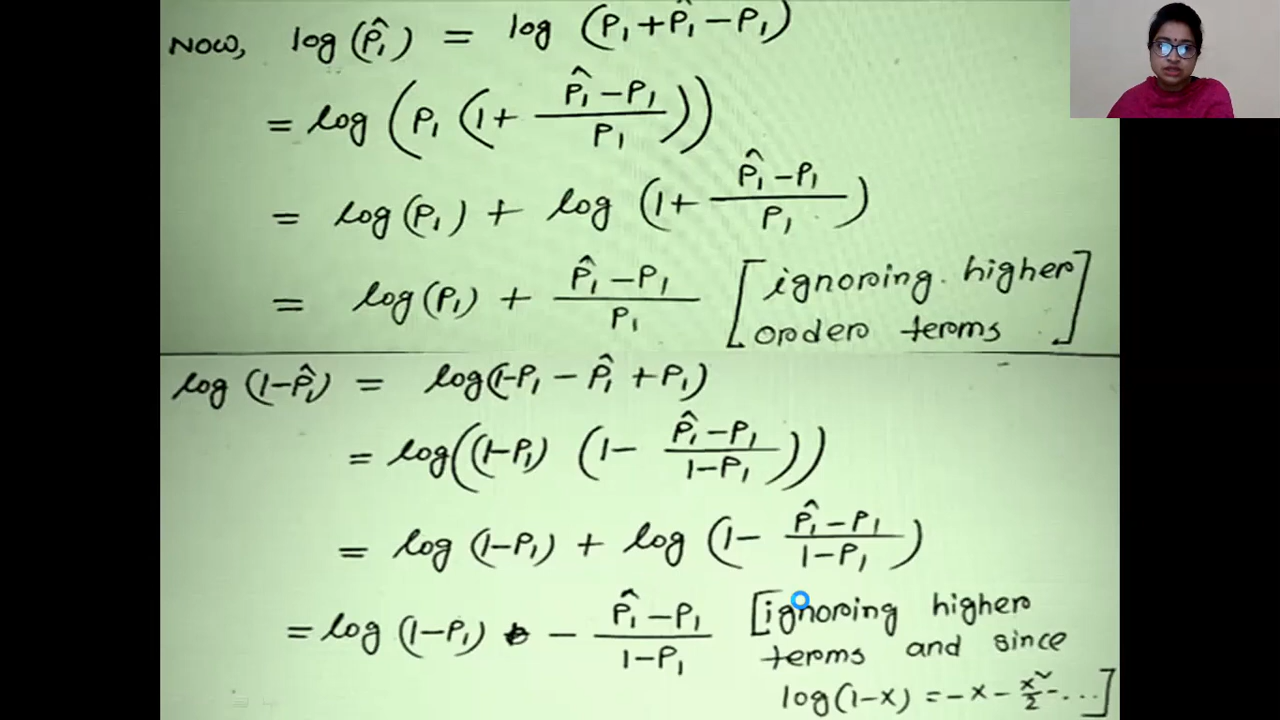 Now, log(p̂₁) = log (p₁+p̂₁−p₁)
= log (p₁ (1+ (p̂₁−p₁)/p₁))
= log(p₁) + log (1+ (p̂₁−p₁)/p₁)
= log(p₁) + (p̂₁−p₁)/p₁ [ignoring higher
order terms]
log (1−p̂₁) = log(1−p₁ − p̂₁ + p₁)
= log((1−p₁) (1− (p̂₁−p₁)/(1−p₁)))
= log (1−p₁) + log (1− (p̂₁−p₁)/(1−p₁))
= log (1−p₁) − (p̂₁−p₁)/(1−p₁) [ignoring higher
terms and since
log(1−x) = −x − x²/2 − ....]